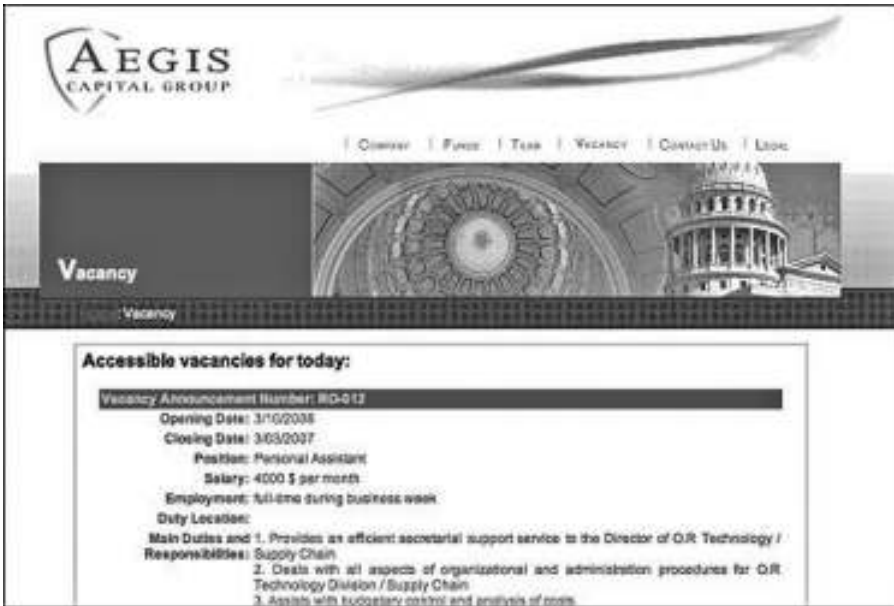 AEGIS
CAPITAL GROUP
| COMPANY | FUNDS | TEAM | VACANCY | CONTACT US | LEGAL
Vacancy
: Vacancy
Accessible vacancies for today:
Vacancy Announcement Number: RO-012
Opening Date: 3/10/2006
Closing Date: 3/03/2007
Position: Personal Assistant
Salary: 4000 $ per month
Employment: full-time during business week
Duty Location:
Main Duties and 1. Provides an efficient secretarial support service to the Director of O.R Technology /
Responsibilities: Supply Chain
2. Deals with all aspects of organizational and administration procedures for O.R
Technology Division / Supply Chain
3. Assists with budgetary control and analysis of costs